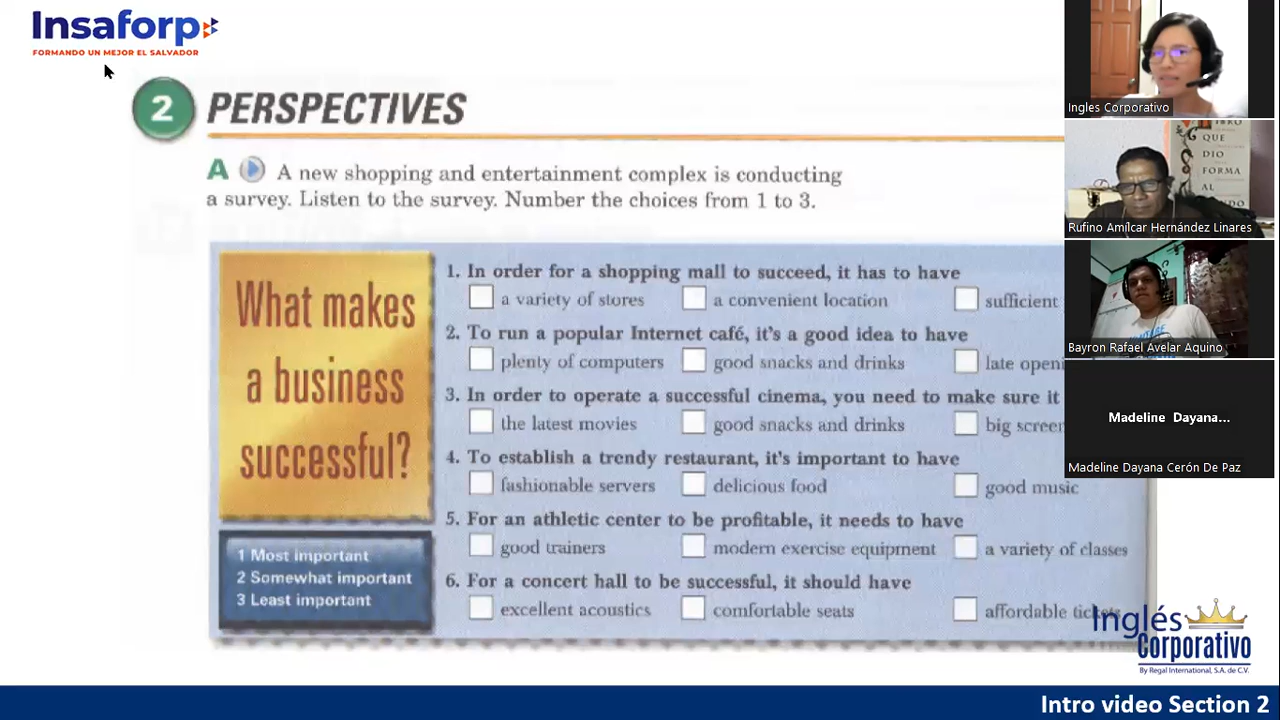 Insaforp
FORMANDO UN MEJOR EL SALVADOR
2 PERSPECTIVES
A A new shopping and entertainment complex is conducting
a survey. Listen to the survey. Number the choices from 1 to 3.
What makes
a business
successful?
1 Most important
2 Somewhat important
3 Least important
1. In order for a shopping mall to succeed, it has to have
a variety of stores a convenient location sufficient
2. To run a popular Internet café, it's a good idea to have
plenty of computers good snacks and drinks late openi
3. In order to operate a successful cinema, you need to make sure it
the latest movies good snacks and drinks big screen
4. To establish a trendy restaurant, it's important to have
fashionable servers delicious food good music
5. For an athletic center to be profitable, it needs to have
good trainers modern exercise equipment a variety of classes
6. For a concert hall to be successful, it should have
excellent acoustics comfortable seats affordable tickets
Ingles Corporativo
QUE
DIO
FORMA
AL
Rufino Amílcar Hernández Linares
Bayron Rafael Avelar Aquino
Madeline Dayana...
Madeline Dayana Cerón De Paz
Inglés
Corporativo
By Regal International, S.A. de C.V.
Intro video Section 2